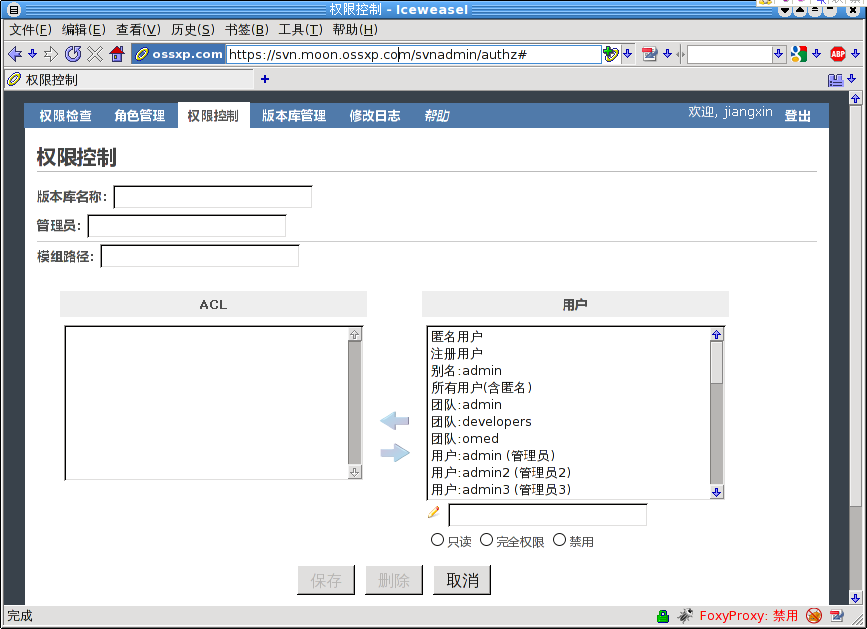 权限控制 - Iceweasel
文件(F) 编辑(E) 查看(V) 历史(S) 书签(B) 工具(T) 帮助(H)
ossxp.com https://svn.moon.ossxp.com/svnadmin/authz# ABP
权限控制
权限检查 角色管理 权限控制 版本库管理 修改日志 帮助 欢迎, jiangxin 登出
权限控制
版本库名称:
管理员:
模组路径:
ACL 用户
匿名用户
注册用户
别名:admin
所有用户(含匿名)
团队:admin
团队:developers
团队:omed
用户:admin (管理员)
用户:admin2 (管理员2)
用户:admin3 (管理员3)
只读 完全权限 禁用
保存 删除 取消
完成 FoxyProxy: 禁用